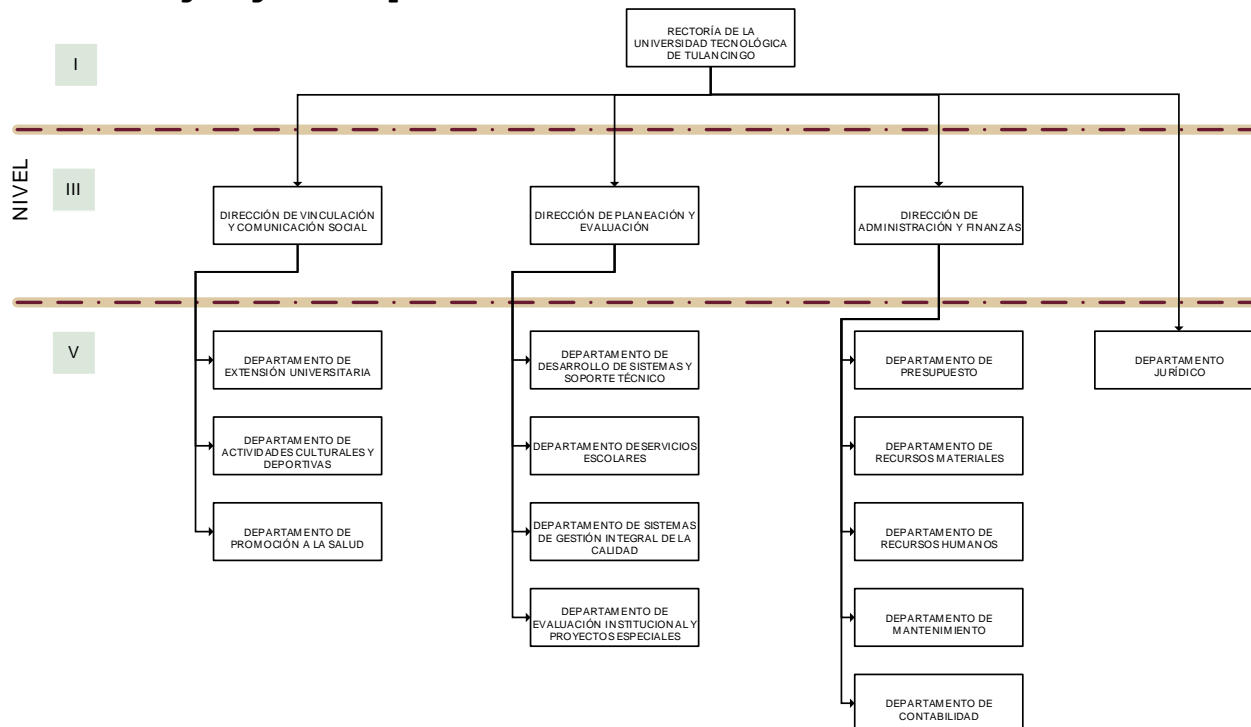 RECTORÍA DE LA
UNIVERSIDAD TECNOLÓGICA
DE TULANCINGO
I
NIVEL
III
DIRECCIÓN DE VINCULACIÓN
Y COMUNICACIÓN SOCIAL
DIRECCIÓN DE PLANEACIÓN Y
EVALUACIÓN
DIRECCIÓN DE
ADMINISTRACIÓN Y FINANZAS
V
DEPARTAMENTO DE
EXTENSIÓN UNIVERSITARIA
DEPARTAMENTO DE
ACTIVIDADES CULTURALES Y
DEPORTIVAS
DEPARTAMENTO DE
PROMOCIÓN A LA SALUD
DEPARTAMENTO DE
DESARROLLO DE SISTEMAS Y
SOPORTE TÉCNICO
DEPARTAMENTO DE SERVICIOS
ESCOLARES
DEPARTAMENTO DE SISTEMAS
DE GESTIÓN INTEGRAL DE LA
CALIDAD
DEPARTAMENTO DE
EVALUACIÓN INSTITUCIONAL Y
PROYECTOS ESPECIALES
DEPARTAMENTO DE
PRESUPUESTO
DEPARTAMENTO DE
RECURSOS MATERIALES
DEPARTAMENTO DE
RECURSOS HUMANOS
DEPARTAMENTO DE
MANTENIMIENTO
DEPARTAMENTO DE
CONTABILIDAD
DEPARTAMENTO
JURÍDICO